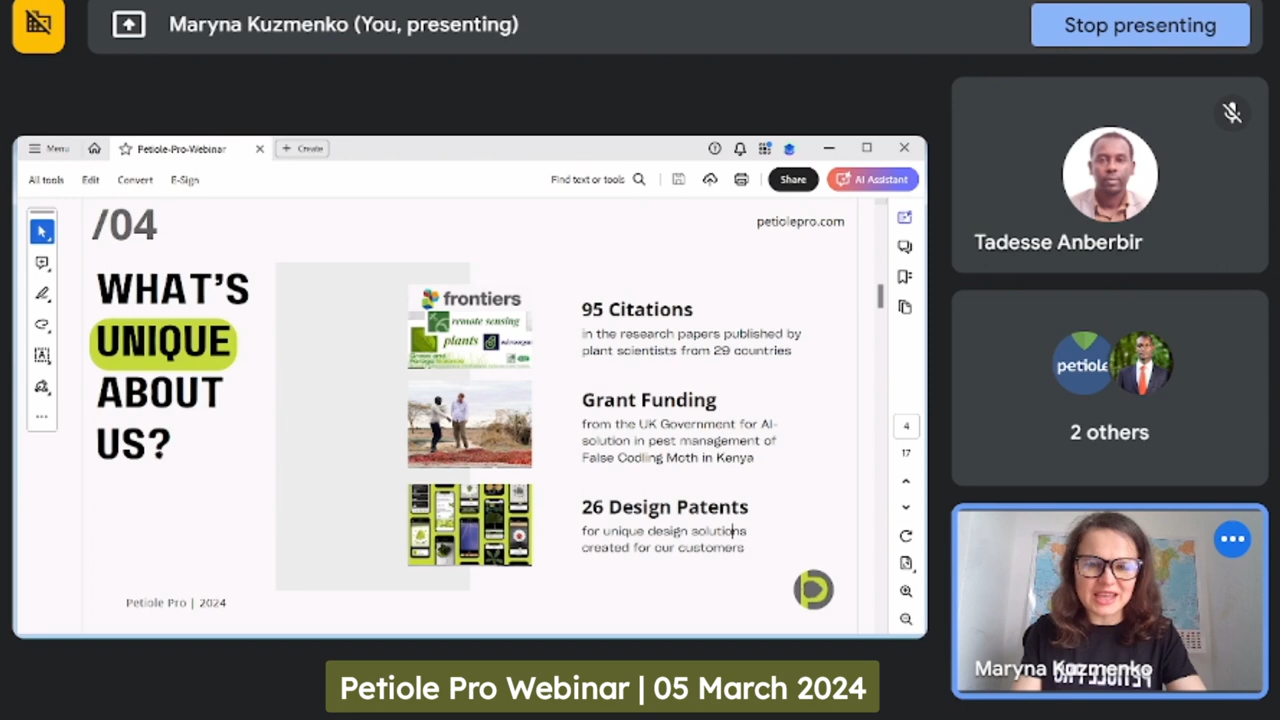 Maryna Kuzmenko (You, presenting)
Stop presenting
Menu
Petiole-Pro-Webinar
Create
All tools
Edit
Convert
E-Sign
Find text or tools
Share
AI Assistant
/04
petiolepro.com
WHAT'S
UNIQUE
ABOUT
US?
frontiers
remote sensing
plants
95 Citations
in the research papers published by
plant scientists from 29 countries
Grant Funding
from the UK Government for AI-
solution in pest management of
False Codling Moth in Kenya
26 Design Patents
for unique design solutions
created for our customers
Petiole Pro | 2024
4
17
Tadesse Anberbir
petiole
2 others
Maryna Kuzmenko
Petiole Pro Webinar | 05 March 2024